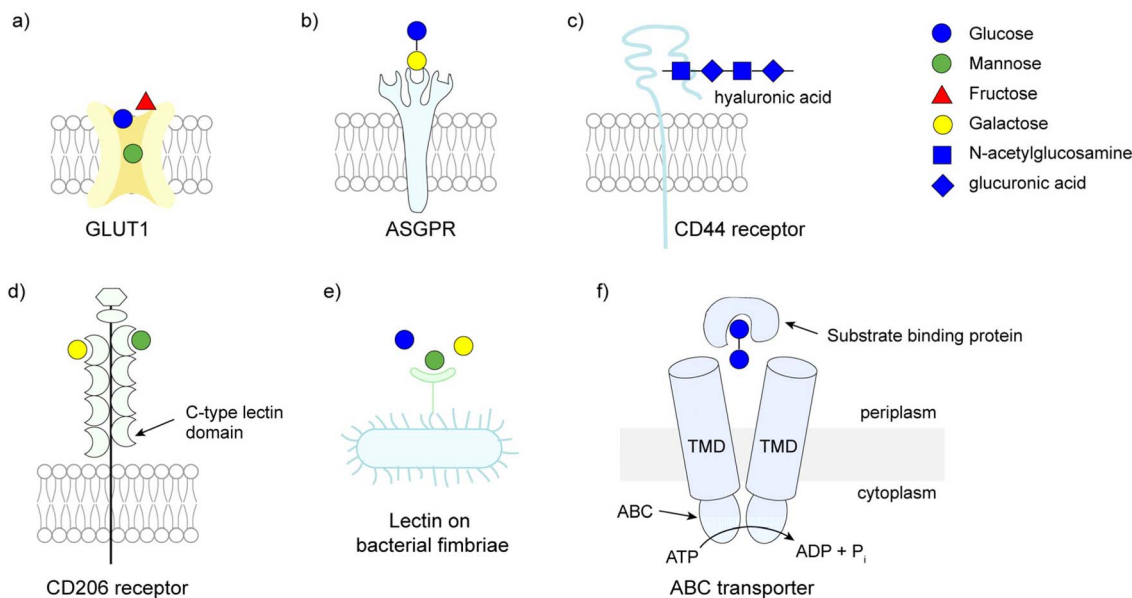 a)
GLUT1
b)
ASGPR
c)
hyaluronic acid
CD44 receptor
Glucose
Mannose
Fructose
Galactose
N-acetylglucosamine
glucuronic acid
d)
C-type lectin
domain
CD206 receptor
e)
Lectin on
bacterial fimbriae
f)
Substrate binding protein
periplasm
TMD
TMD
cytoplasm
ABC
ATP
ADP + Pi
ABC transporter